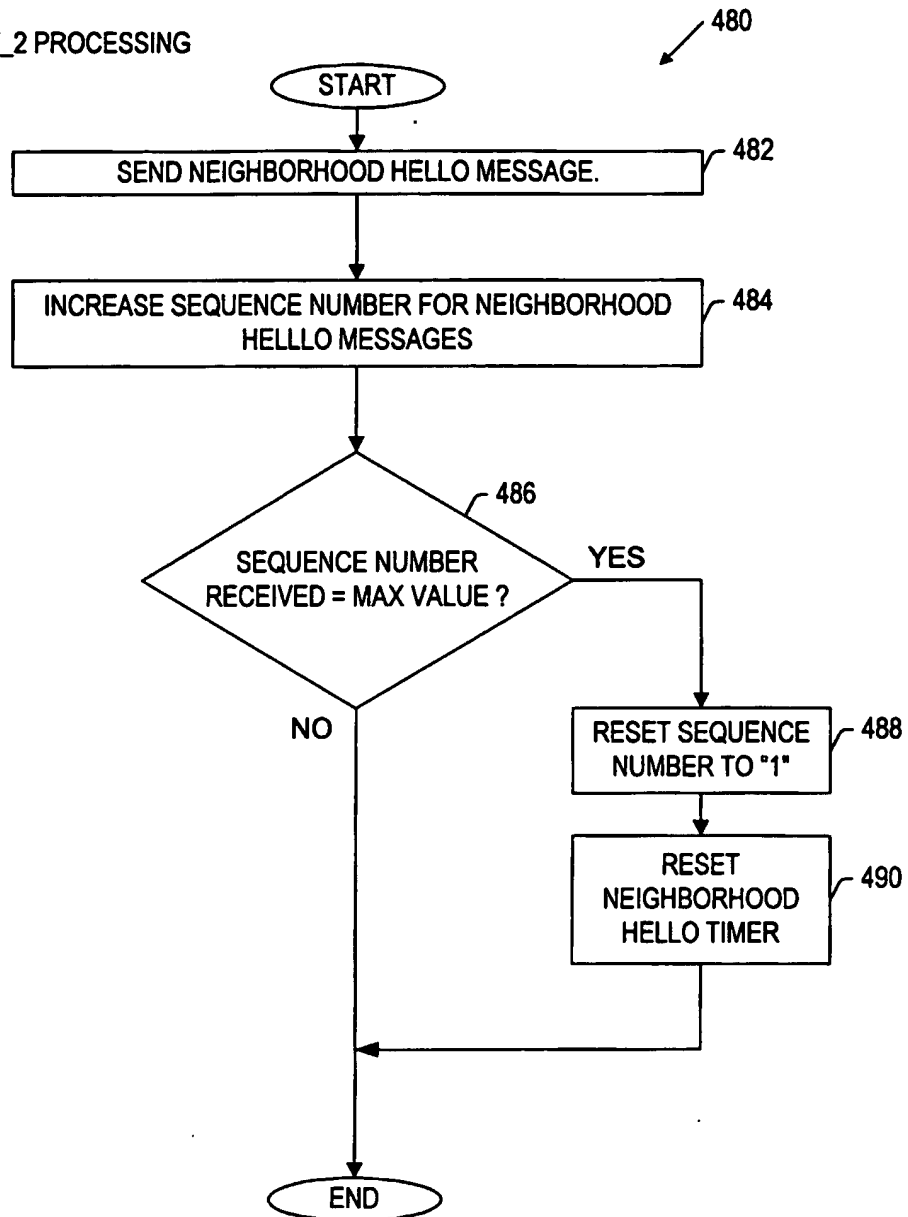 _2 PROCESSING
480
START
SEND NEIGHBORHOOD HELLO MESSAGE.
482
INCREASE SEQUENCE NUMBER FOR NEIGHBORHOOD
HELLLO MESSAGES
484
486
SEQUENCE NUMBER
RECEIVED = MAX VALUE ?
YES
NO
RESET SEQUENCE
NUMBER TO "1"
488
RESET
NEIGHBORHOOD
HELLO TIMER
490
END